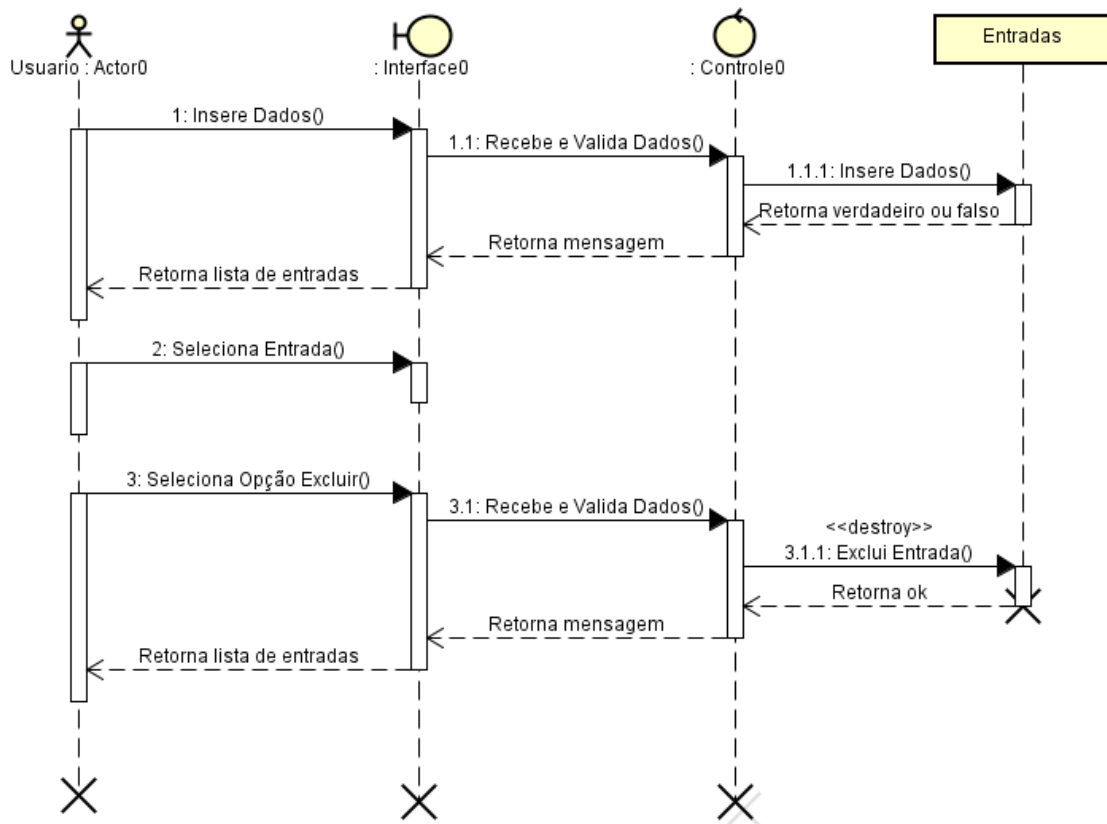 Usuario : Actor0
: Interface0
: Controle0
Entradas
1: Insere Dados()
1.1: Recebe e Valida Dados()
1.1.1: Insere Dados()
Retorna verdadeiro ou falso
Retorna mensagem
Retorna lista de entradas
2: Seleciona Entrada()
3: Seleciona Opção Excluir()
3.1: Recebe e Valida Dados()
<<destroy>>
3.1.1: Exclui Entrada()
Retorna ok
Retorna mensagem
Retorna lista de entradas